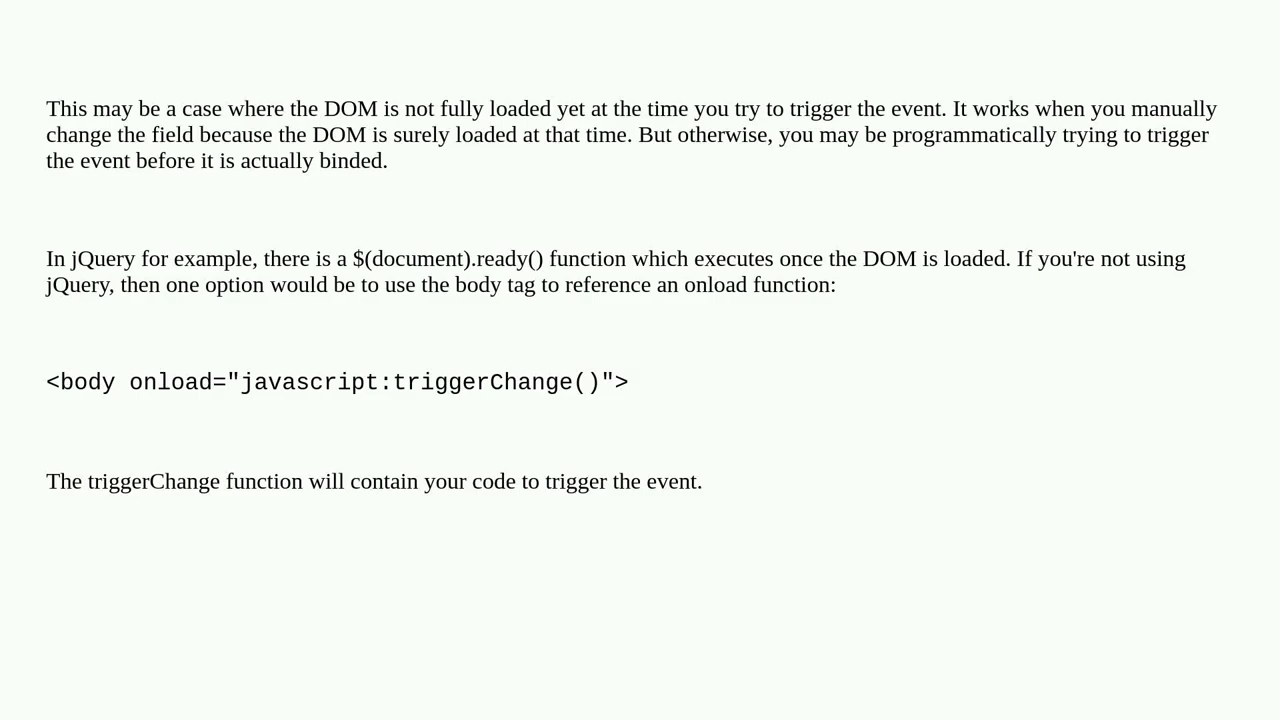 This may be a case where the DOM is not fully loaded yet at the time you try to trigger the event. It works when you manually
change the field because the DOM is surely loaded at that time. But otherwise, you may be programmatically trying to trigger
the event before it is actually binded.
In jQuery for example, there is a $(document).ready() function which executes once the DOM is loaded. If you're not using
jQuery, then one option would be to use the body tag to reference an onload function:
<body onload="javascript:triggerChange()">
The triggerChange function will contain your code to trigger the event.